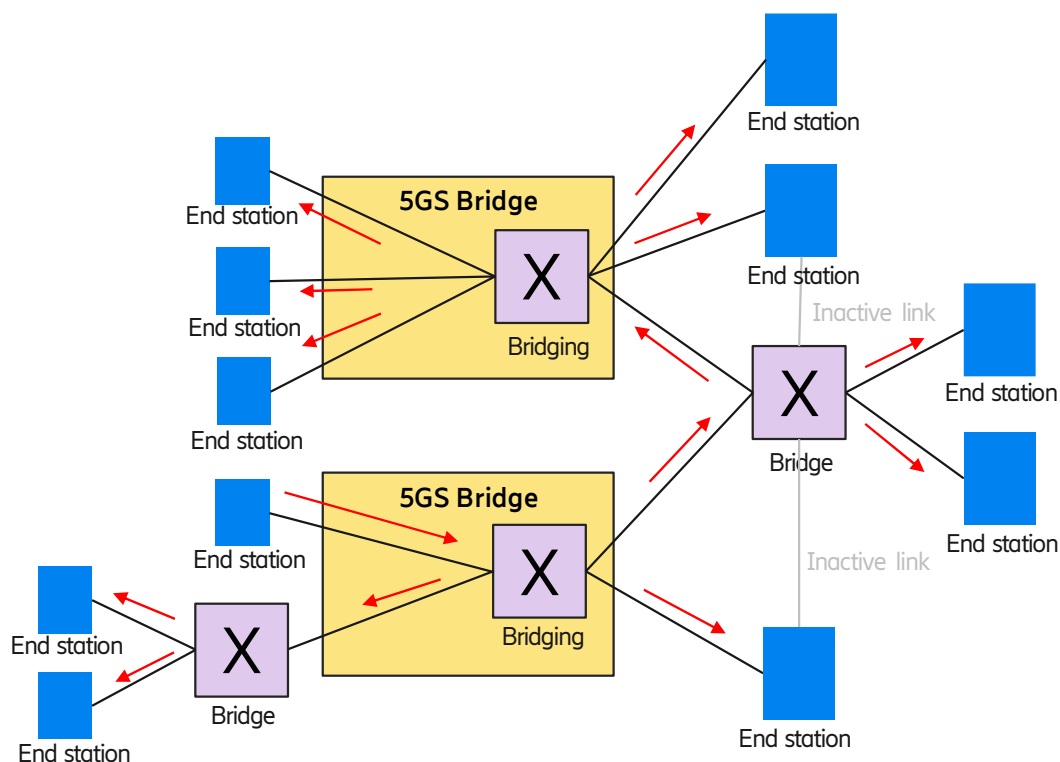 End station
End station
5GS Bridge
End station
X
Bridging
End station
End station
End station
Inactive link
X
Bridge
End station
End station
5GS Bridge
End station
X
Bridging
Inactive link
End station
End station
X
Bridge
End station
End station